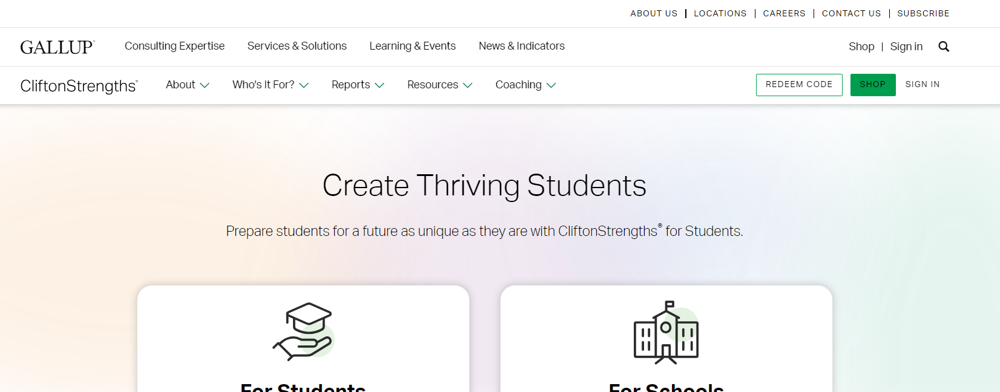 ABOUT US | LOCATIONS | CAREERS | CONTACT US | SUBSCRIBE
GALLUP® Consulting Expertise Services & Solutions Learning & Events News & Indicators Shop | Sign in
CliftonStrengths® About Who's It For? Reports Resources Coaching REDEEM CODE SHOP SIGN IN
Create Thriving Students
Prepare students for a future as unique as they are with CliftonStrengths® for Students.
For Students For Schools